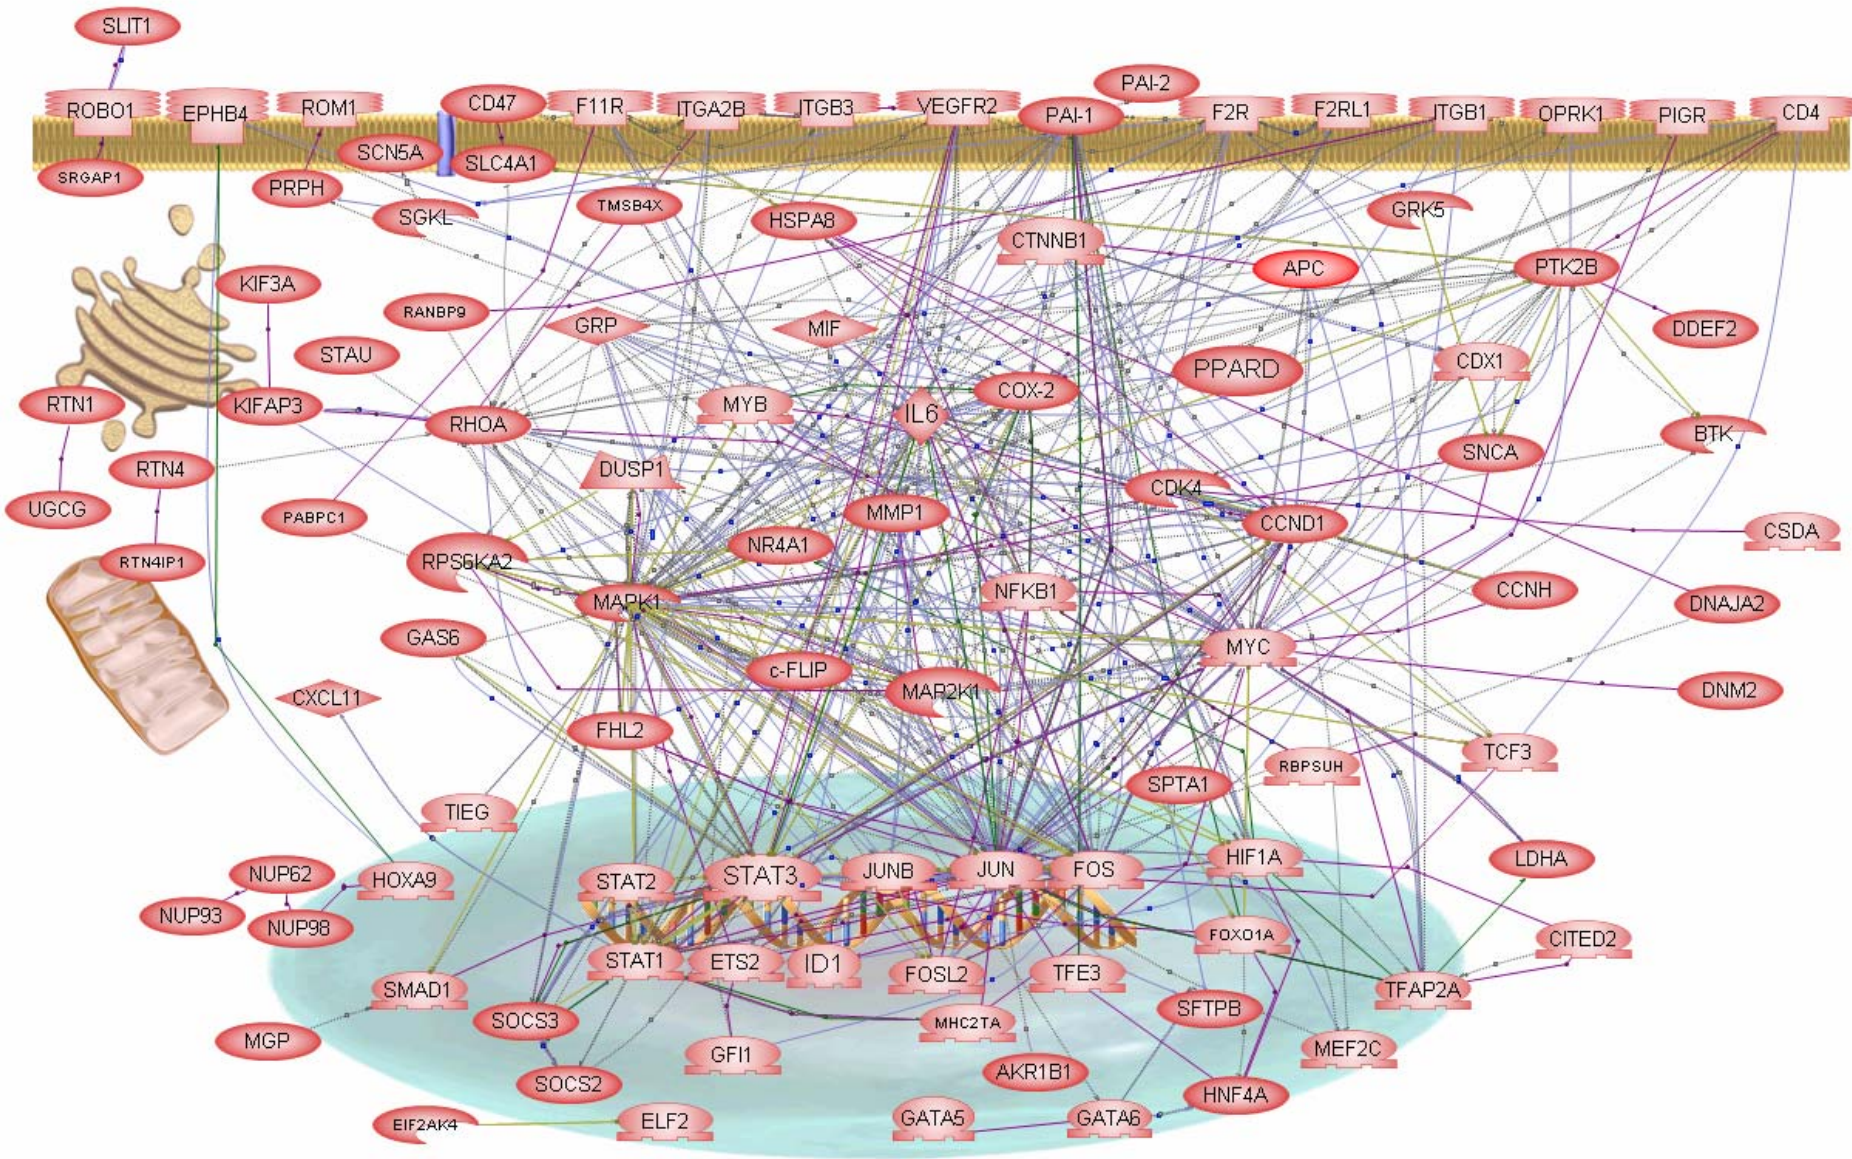 SLIT1
PAI-2
ROBO1
EPHB4
ROM1
CD47
F11R
ITGA2B
ITGB3
VEGFR2
PAI-1
F2R
F2RL1
ITGB1
OPRK1
PIGR
CD4
SCN5A
SLC4A1
SRGAP1
PRPH
SGKL
TMSB4X
HSPA8
GRK5
CTNNB1
APC
PTK2B
KIF3A
RANBP9
GRP
MIF
DDEF2
STAU
PPARD
CDX1
RTN1
KIFAP3
RHOA
MYB
IL6
COX-2
BTK
SNCA
RTN4
DUSP1
CDK4
UGCG
PABPC1
MMP1
CCND1
CSDA
NR4A1
RTN4IP1
RPS6KA2
MAPK1
NFKB1
CCNH
DNAJA2
GAS6
MYC
c-FLIP
MAP2K1
DNM2
CXCL11
FHL2
TCF3
RBPSUH
SPTA1
TIEG
NUP62
HOXA9
STAT2
STAT3
JUNB
JUN
FOS
HIF1A
LDHA
NUP93
NUP98
FOXO1A
CITED2
STAT1
ETS2
ID1
FOSL2
TFE3
SMAD1
TFAP2A
SOCS3
MHC2TA
SFTPB
MGP
GFI1
MEF2C
SOCS2
AKR1B1
HNF4A
EIF2AK4
ELF2
GATA5
GATA6